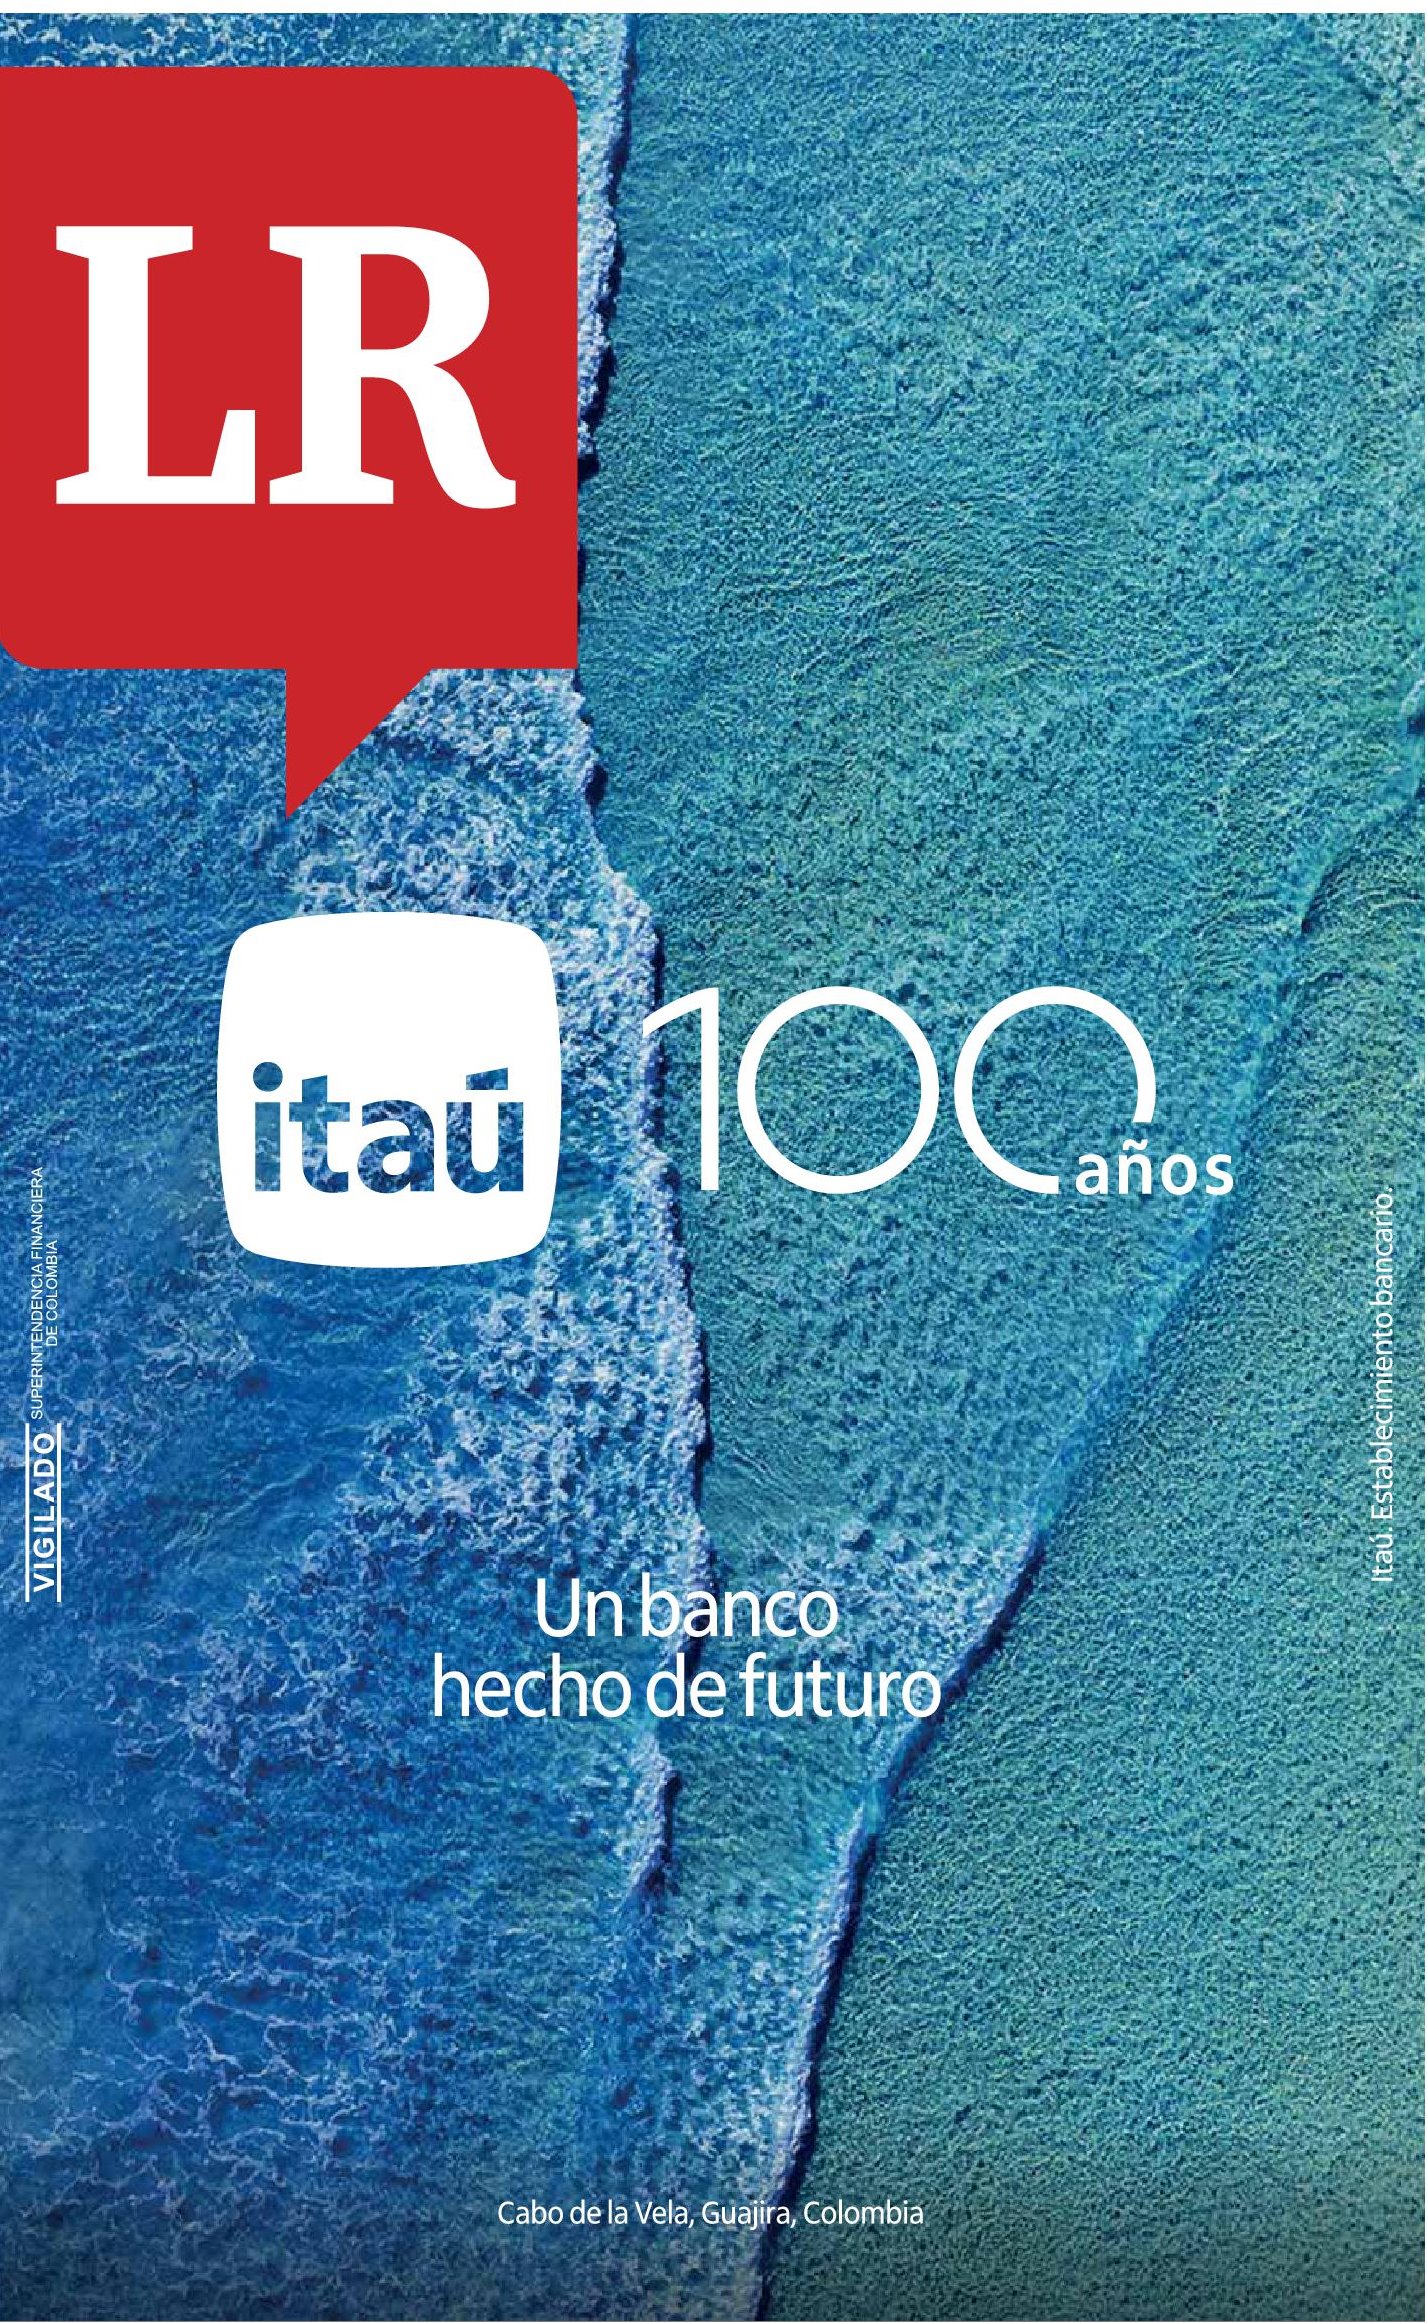 LR
itaú
100
años
SUPERINTENDENCIA FINANCIERA
DE COLOMBIA
VIGILADO
Itaú. Establecimiento bancario.
Un banco
hecho de futuro
Cabo de la Vela, Guajira, Colombia